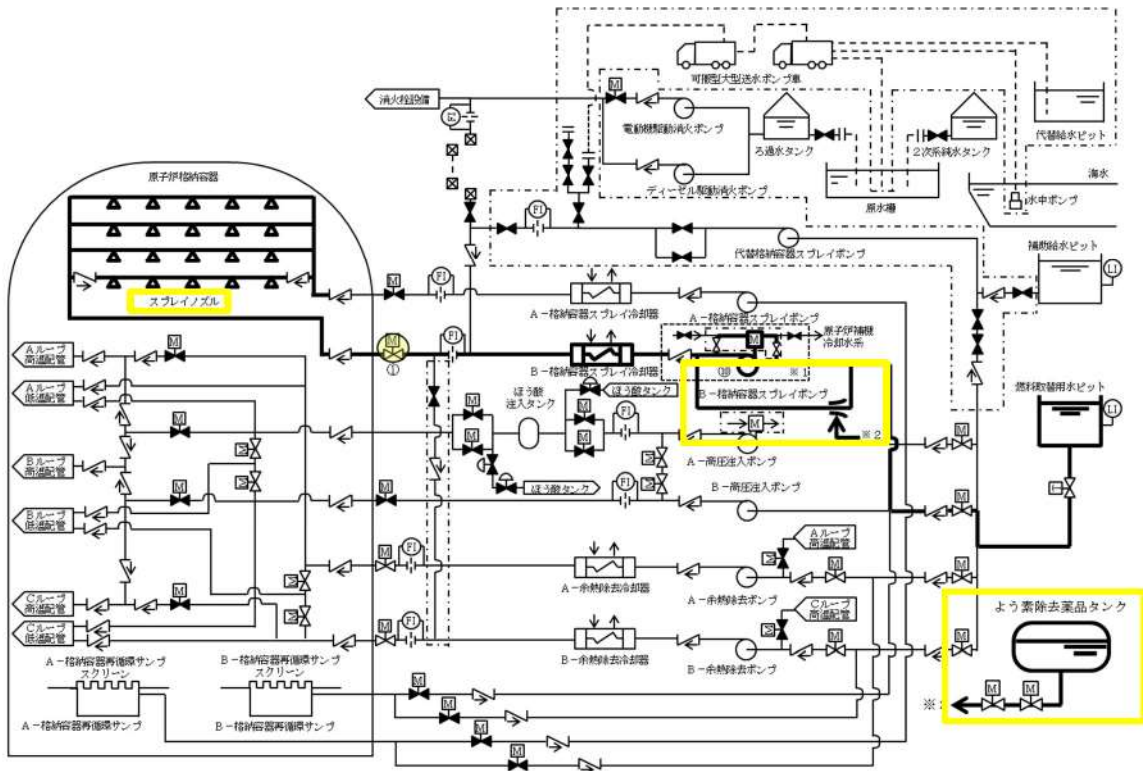 可搬型大型送水ポンプ車
消火栓設備
M
FI
電動機駆動消火ポンプ
ろ過水タンク
2次系純水タンク
代替給水ピット
ディーゼル駆動消火ポンプ
原水槽
海水
水中ポンプ
原子炉格納容器
FI
代替格納容器スプレイポンプ
補助給水ピット
LI
スプレイノズル
M
FI
A-格納容器スプレイ冷却器
A-格納容器スプレイポンプ
原子炉補機
冷却水系
M
①
FI
B-格納容器スプレイ冷却器
M
⑩
※1
B-格納容器スプレイポンプ
燃料取替用水ピット
LI
Aループ
高温配管
M
Aループ
低温配管
ほう酸
注入タンク
ほう酸タンク
M
M
M
M
FI
M
※2
A-高圧注入ポンプ
M
Bループ
高温配管
M
M
M
M
ほう酸タンク
FI
M
B-高圧注入ポンプ
M
Bループ
低温配管
M
M
T
M
FI
A-余熱除去冷却器
A-余熱除去ポンプ
Aループ
高温配管
M
M
M
Cループ
高温配管
M
M
M
Cループ
低温配管
M
FI
B-余熱除去冷却器
B-余熱除去ポンプ
Cループ
高温配管
M
M
M
よう素除去薬品タンク
A-格納容器再循環サンプ
スクリーン
B-格納容器再循環サンプ
スクリーン
A-格納容器再循環サンプ
B-格納容器再循環サンプ
M
M
M
M
M
M
※